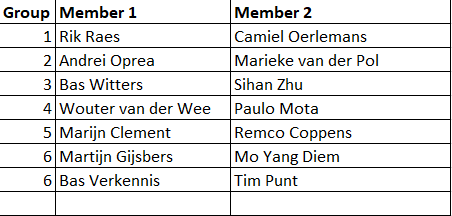 Group Member 1 Member 2
1 Rik Raes Camiel Oerlemans
2 Andrei Oprea Marieke van der Pol
3 Bas Witters Sihan Zhu
4 Wouter van der Wee Paulo Mota
5 Marijn Clement Remco Coppens
6 Martijn Gijsbers Mo Yang Diem
6 Bas Verkennis Tim Punt